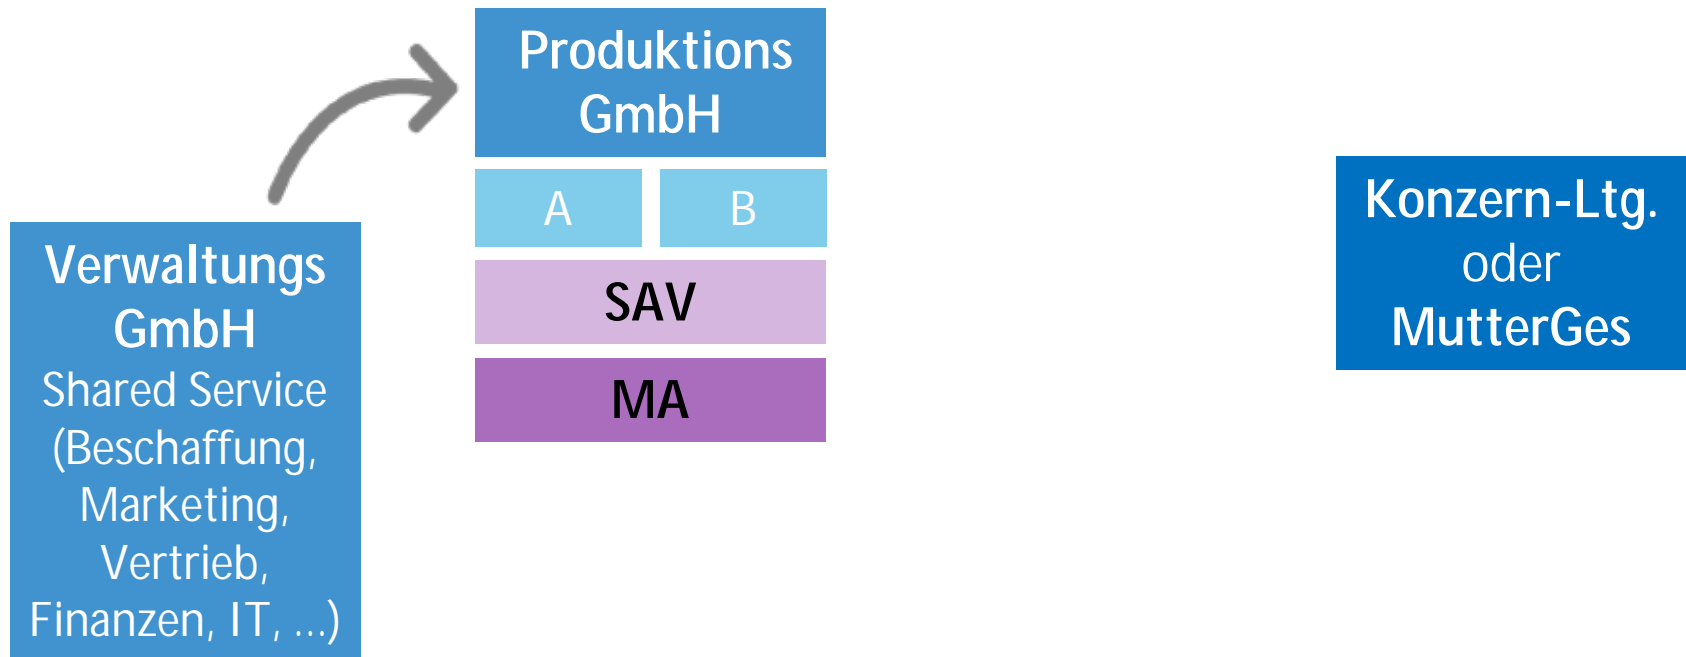 Produktions
GmbH
A
B
SAV
MA
Verwaltungs
GmbH
Shared Service
(Beschaffung,
Marketing,
Vertrieb,
Finanzen, IT, ...)
Konzern-Ltg.
oder
MutterGes